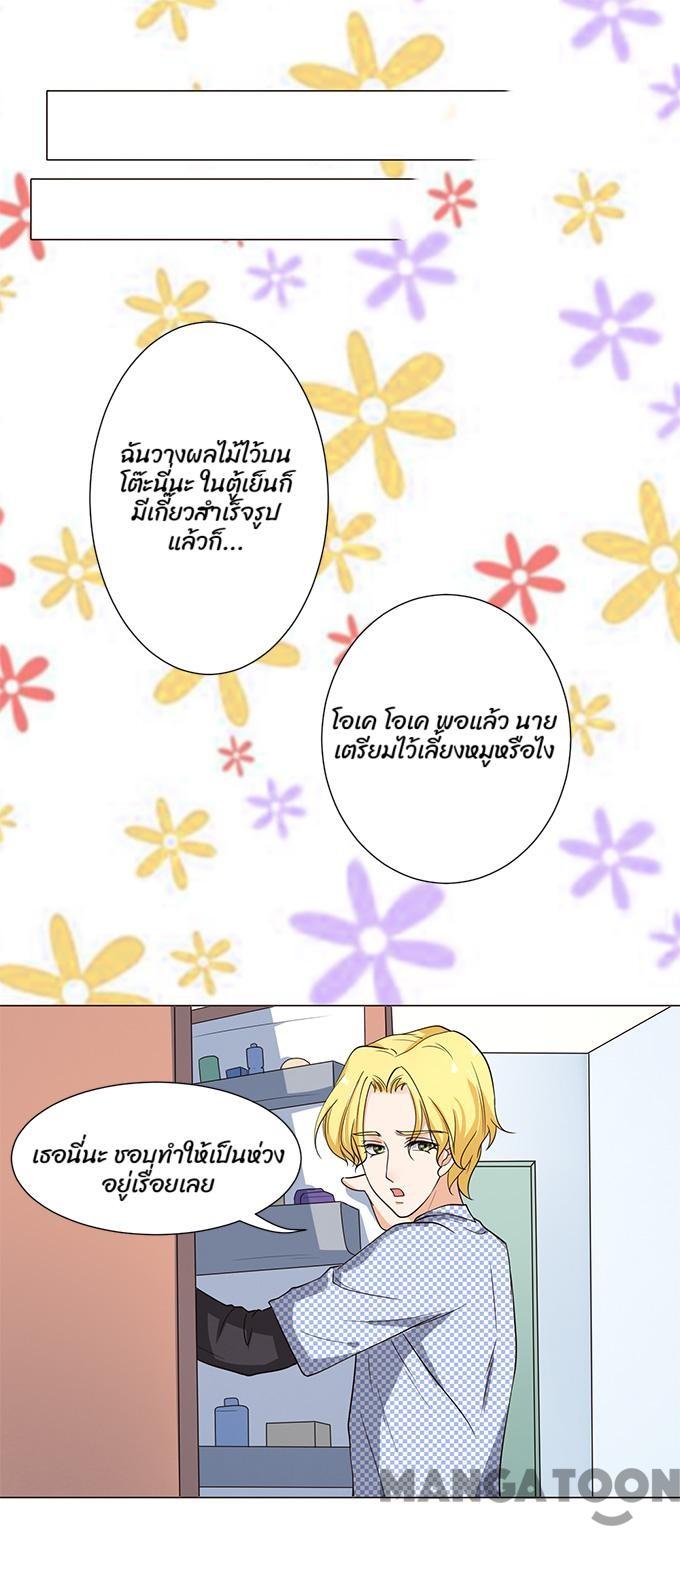 ฉันวางผลไม้ไว้บน
โต๊ะนี่นะ ในตู้เย็นก็
มีเกี๊ยวสำเร็จรูป
แล้วก็...
โอเค โอเค พอแล้ว นาย
เตรียมไว้เลี้ยงหมูหรือไง
เธอนี่นะ ชอบทำให้เป็นห่วง
อยู่เรื่อยเลย
MANGATOON